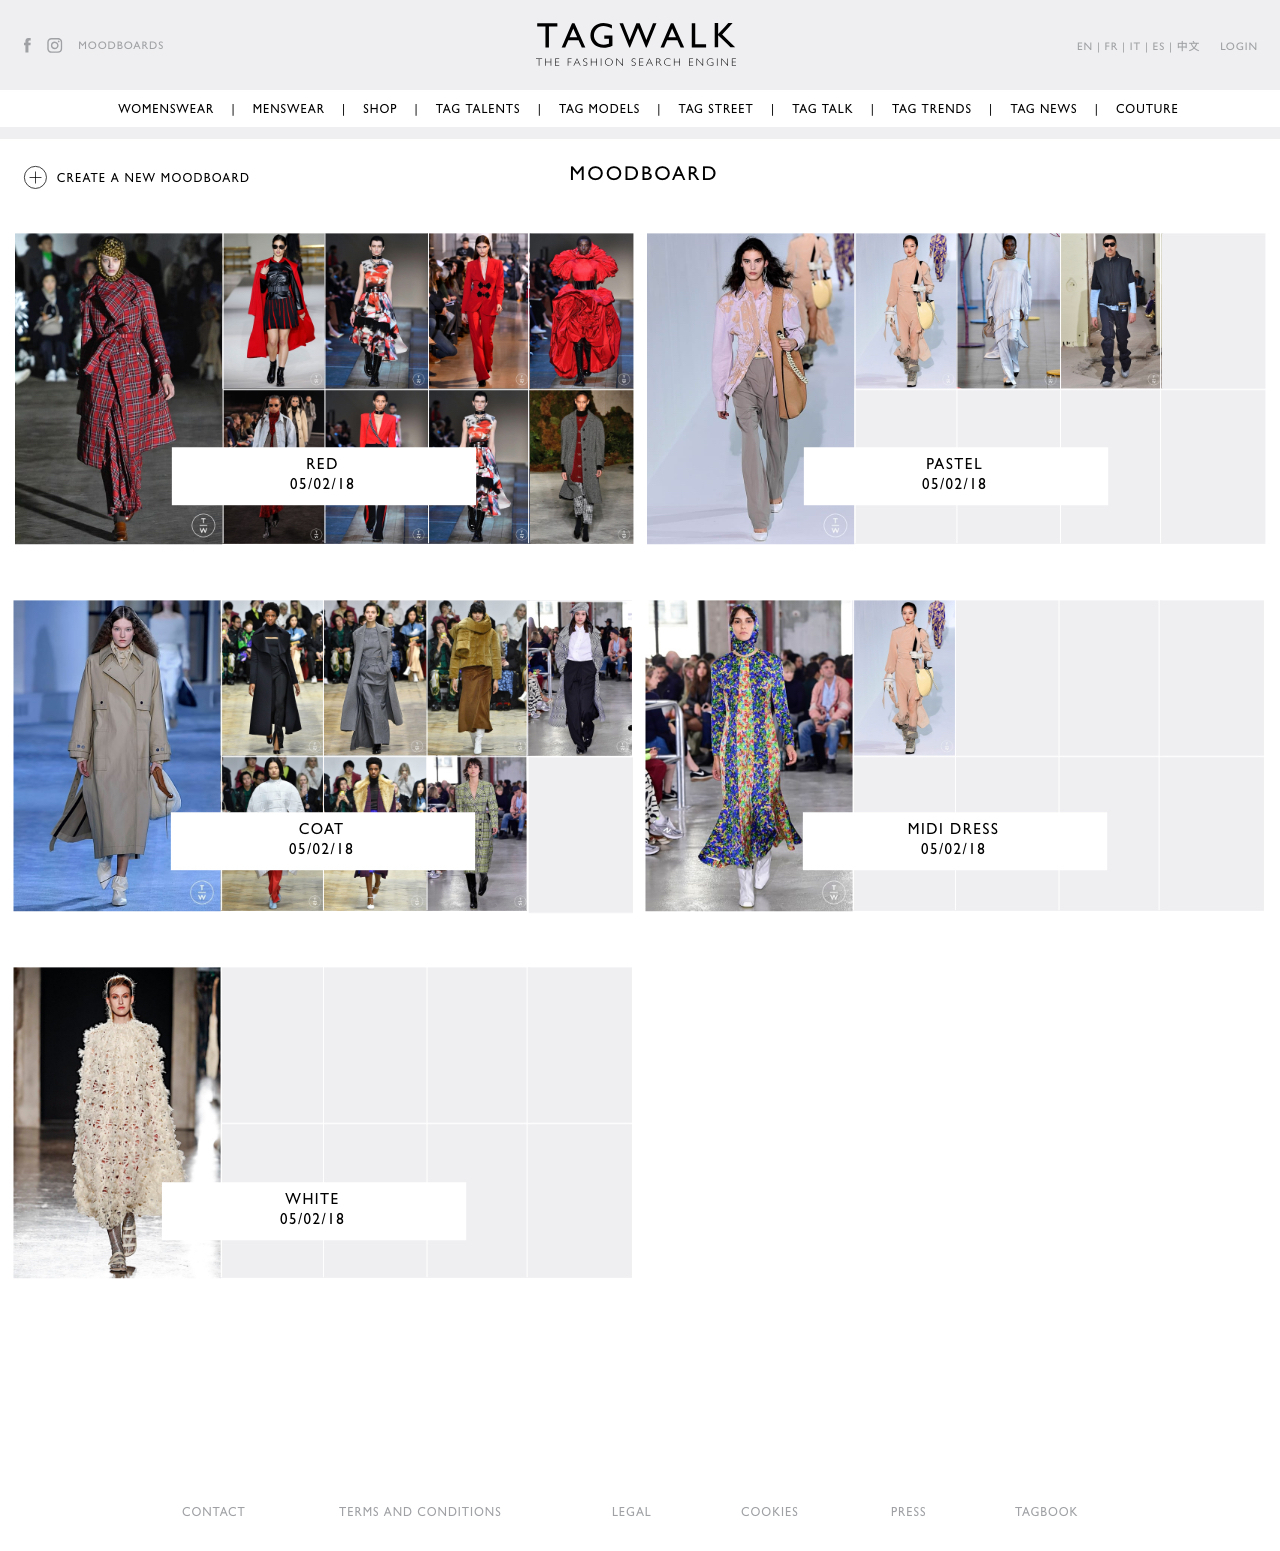 MOODBOARDS
TAGWALK
THE FASHION SEARCH ENGINE
EN | FR | IT | ES | 中文 LOGIN
WOMENSWEAR | MENSWEAR | SHOP | TAG TALENTS | TAG MODELS | TAG STREET | TAG TALK | TAG TRENDS | TAG NEWS | COUTURE
CREATE A NEW MOODBOARD
MOODBOARD
RED
05/02/18
T
W
PASTEL
05/02/18
T
W
COAT
05/02/18
T
W
MIDI DRESS
05/02/18
T
W
WHITE
05/02/18
CONTACT TERMS AND CONDITIONS LEGAL COOKIES PRESS TAGBOOK